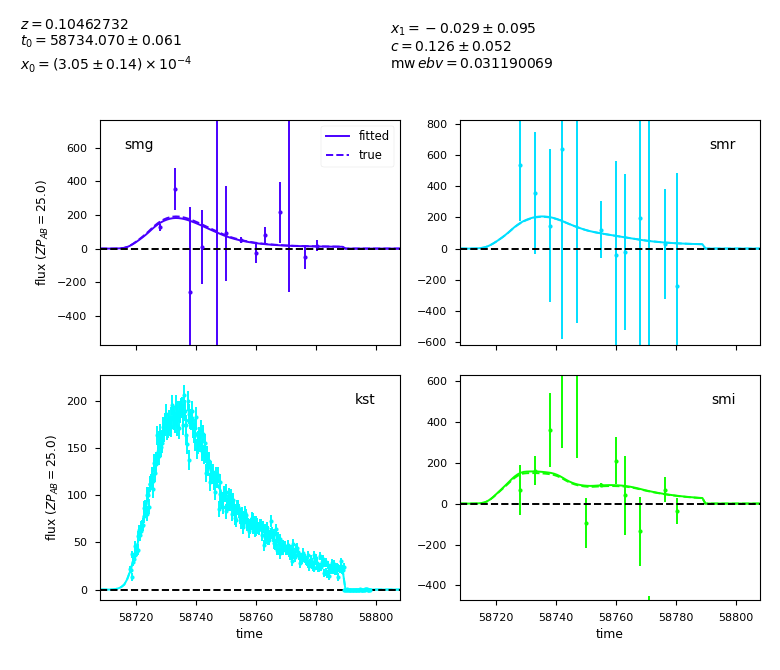 z = 0.10462732
t₀ = 58734.070 ± 0.061
x₀ = (3.05 ± 0.14) × 10⁻⁴
x₁ = −0.029 ± 0.095
c = 0.126 ± 0.052
mw ebv = 0.031190069
smg
fitted
true
600
400
200
0
−200
−400
flux (ZP_AB = 25.0)
smr
800
600
400
200
0
−200
−400
−600
kst
200
150
100
50
0
flux (ZP_AB = 25.0)
58720 58740 58760 58780 58800
time
smi
600
400
200
0
−200
−400
58720 58740 58760 58780 58800
time